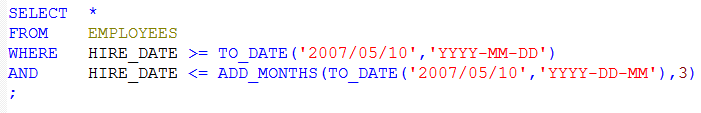 SELECT  *
FROM    EMPLOYEES
WHERE   HIRE_DATE >= TO_DATE('2007/05/10','YYYY-MM-DD')
AND     HIRE_DATE <= ADD_MONTHS(TO_DATE('2007/05/10','YYYY-DD-MM'),3)
;